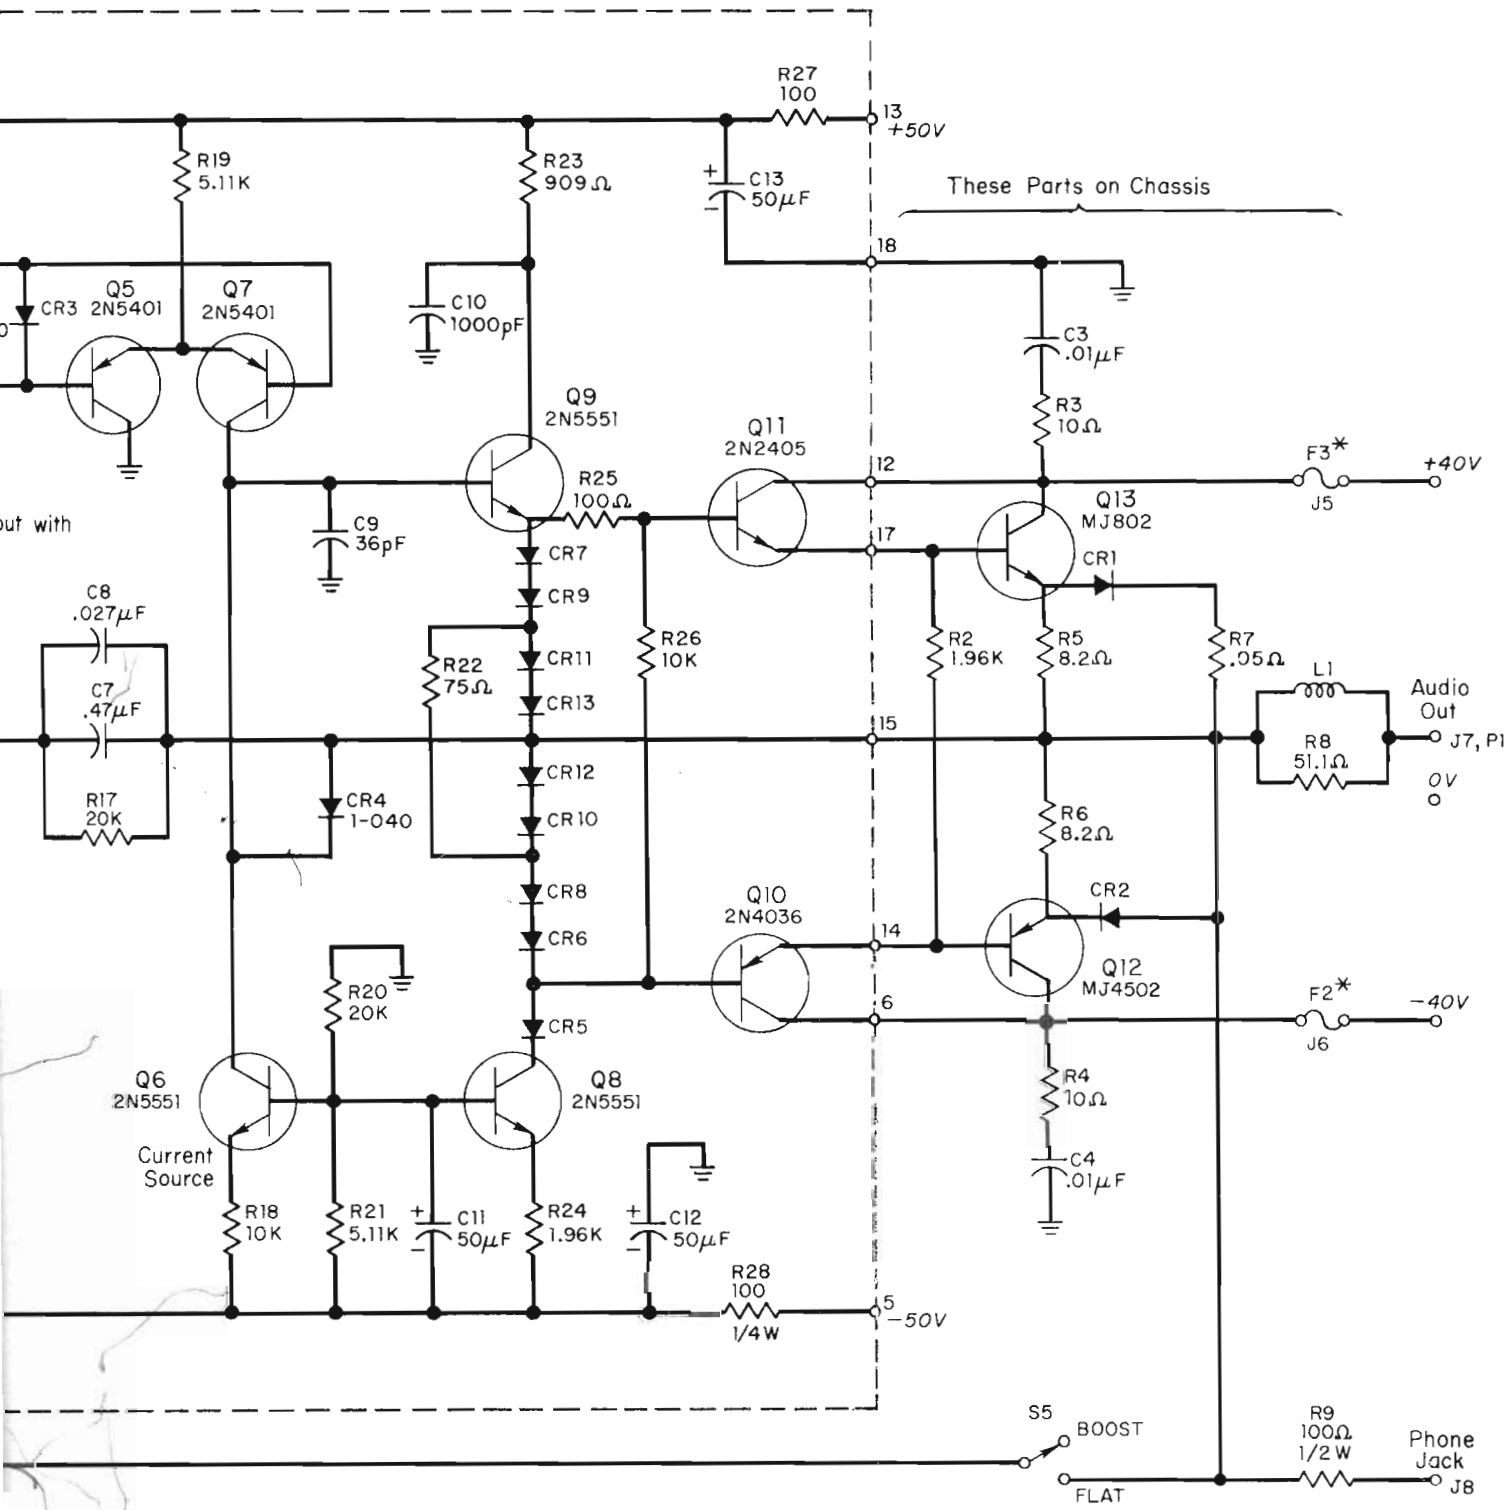 R27
100
13
+50V
R19
5.11K
R23
909Ω
+
C13
50μF
−
These Parts on Chassis
18
CR3
Q5
2N5401
Q7
2N5401
C10
1000pF
C3
.01μF
Q9
2N5551
R3
10Ω
Q11
2N2405
12
F3*
J5
+40V
R25
100Ω
out with
C9
36pF
Q13
MJ802
17
CR1
CR7
CR9
C8
.027μF
R26
10K
R2
1.96K
R5
8.2Ω
R7
.05Ω
R22
75Ω
CR11
CR13
C7
.47μF
L1
Audio
Out
15
J7, P1
R8
51.1Ω
0V
CR12
R17
20K
CR4
1-040
CR10
R6
8.2Ω
CR8
CR6
Q10
2N4036
CR2
14
Q12
MJ4502
R20
20K
6
F2*
J6
−40V
CR5
Q6
2N5551
Q8
2N5551
R4
10Ω
Current
Source
C4
.01μF
R18
10K
R21
5.11K
+
C11
50μF
−
R24
1.96K
+
C12
50μF
−
R28
100
1/4W
5
−50V
S5
BOOST
FLAT
R9
100Ω
1/2W
Phone
Jack
J8